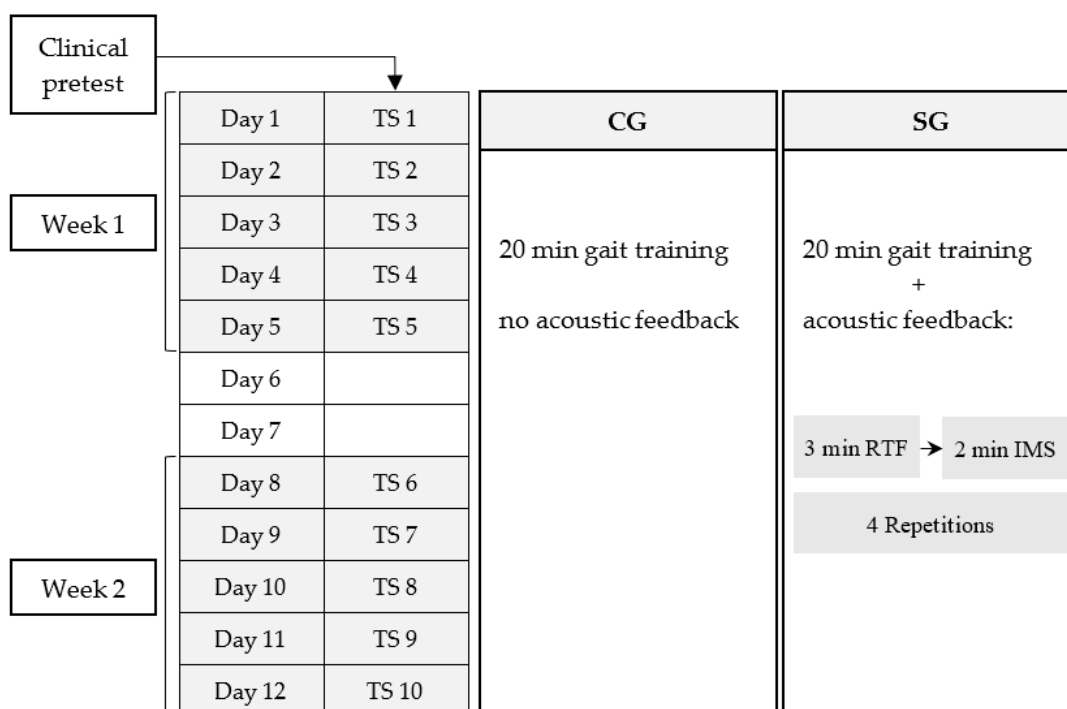 Clinical
pretest
Week 1
Week 2
Day 1 TS 1
Day 2 TS 2
Day 3 TS 3
Day 4 TS 4
Day 5 TS 5
Day 6
Day 7
Day 8 TS 6
Day 9 TS 7
Day 10 TS 8
Day 11 TS 9
Day 12 TS 10
CG
20 min gait training
no acoustic feedback
SG
20 min gait training
+
acoustic feedback:
3 min RTF 2 min IMS
4 Repetitions